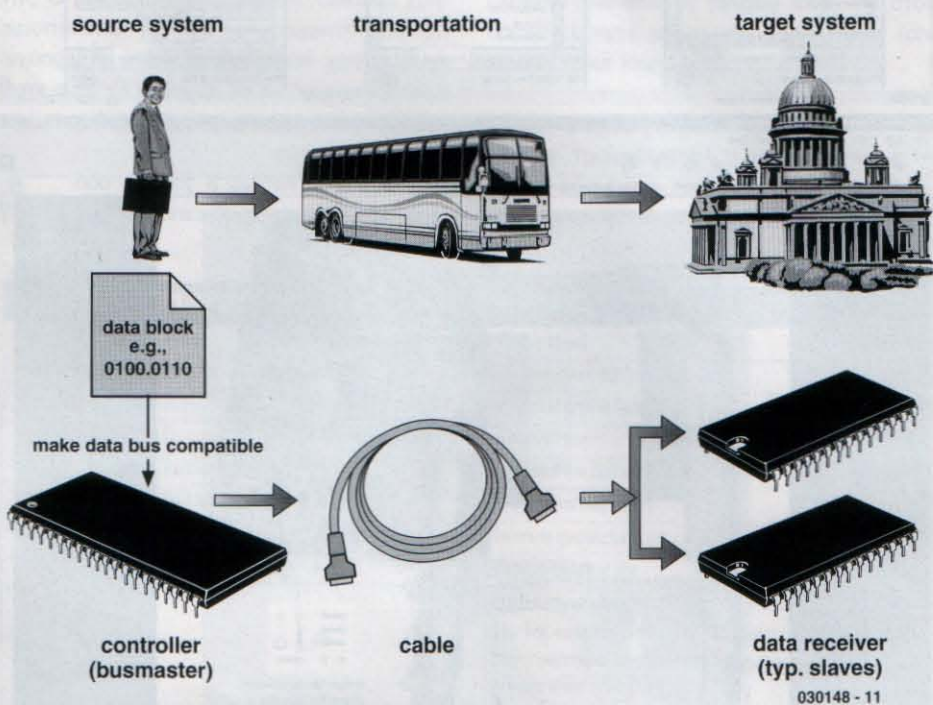 source system
transportation
target system
data block
e.g.,
0100.0110
make data bus compatible
controller
(busmaster)
cable
data receiver
(typ. slaves)
030148 - 11